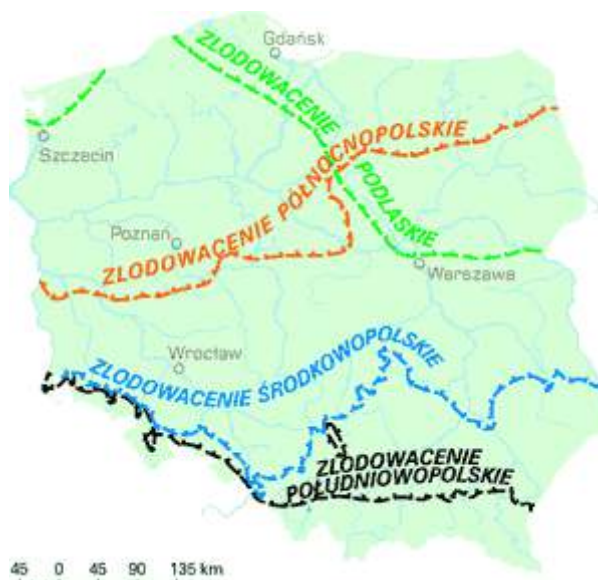 Gdańsk
ZLODOWACENIE
PODLASKIE
Szczecin
ZLODOWACENIE PÓŁNOCNOPOLSKIE
Poznań
Warszawa
Wrocław
ZLODOWACENIE ŚRODKOWOPOLSKIE
ZLODOWACENIE
POŁUDNIOWOPOLSKIE
45 0 45 90 135 km